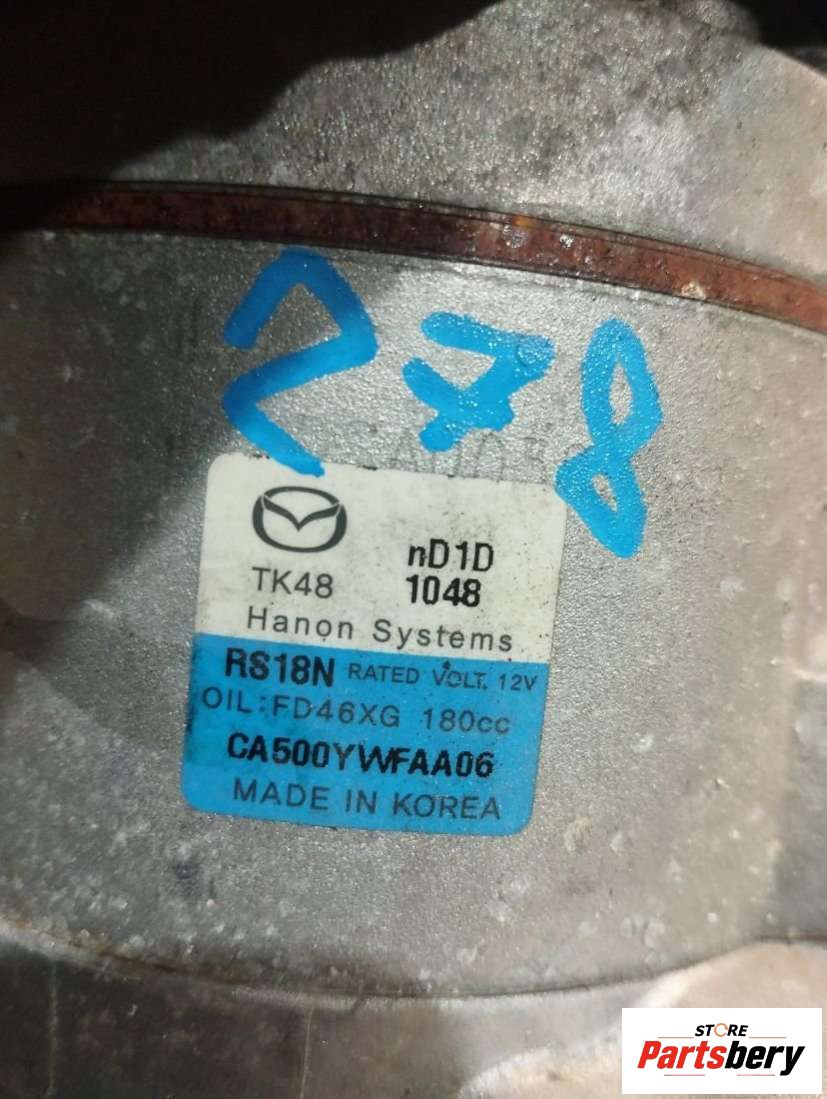 278
TK48
nD1D
1048
Hanon Systems
RS18N RATED VOLT. 12V
OIL:FD46XG 180cc
CA500YWFAA06
MADE IN KOREA
STORE
Partsbery